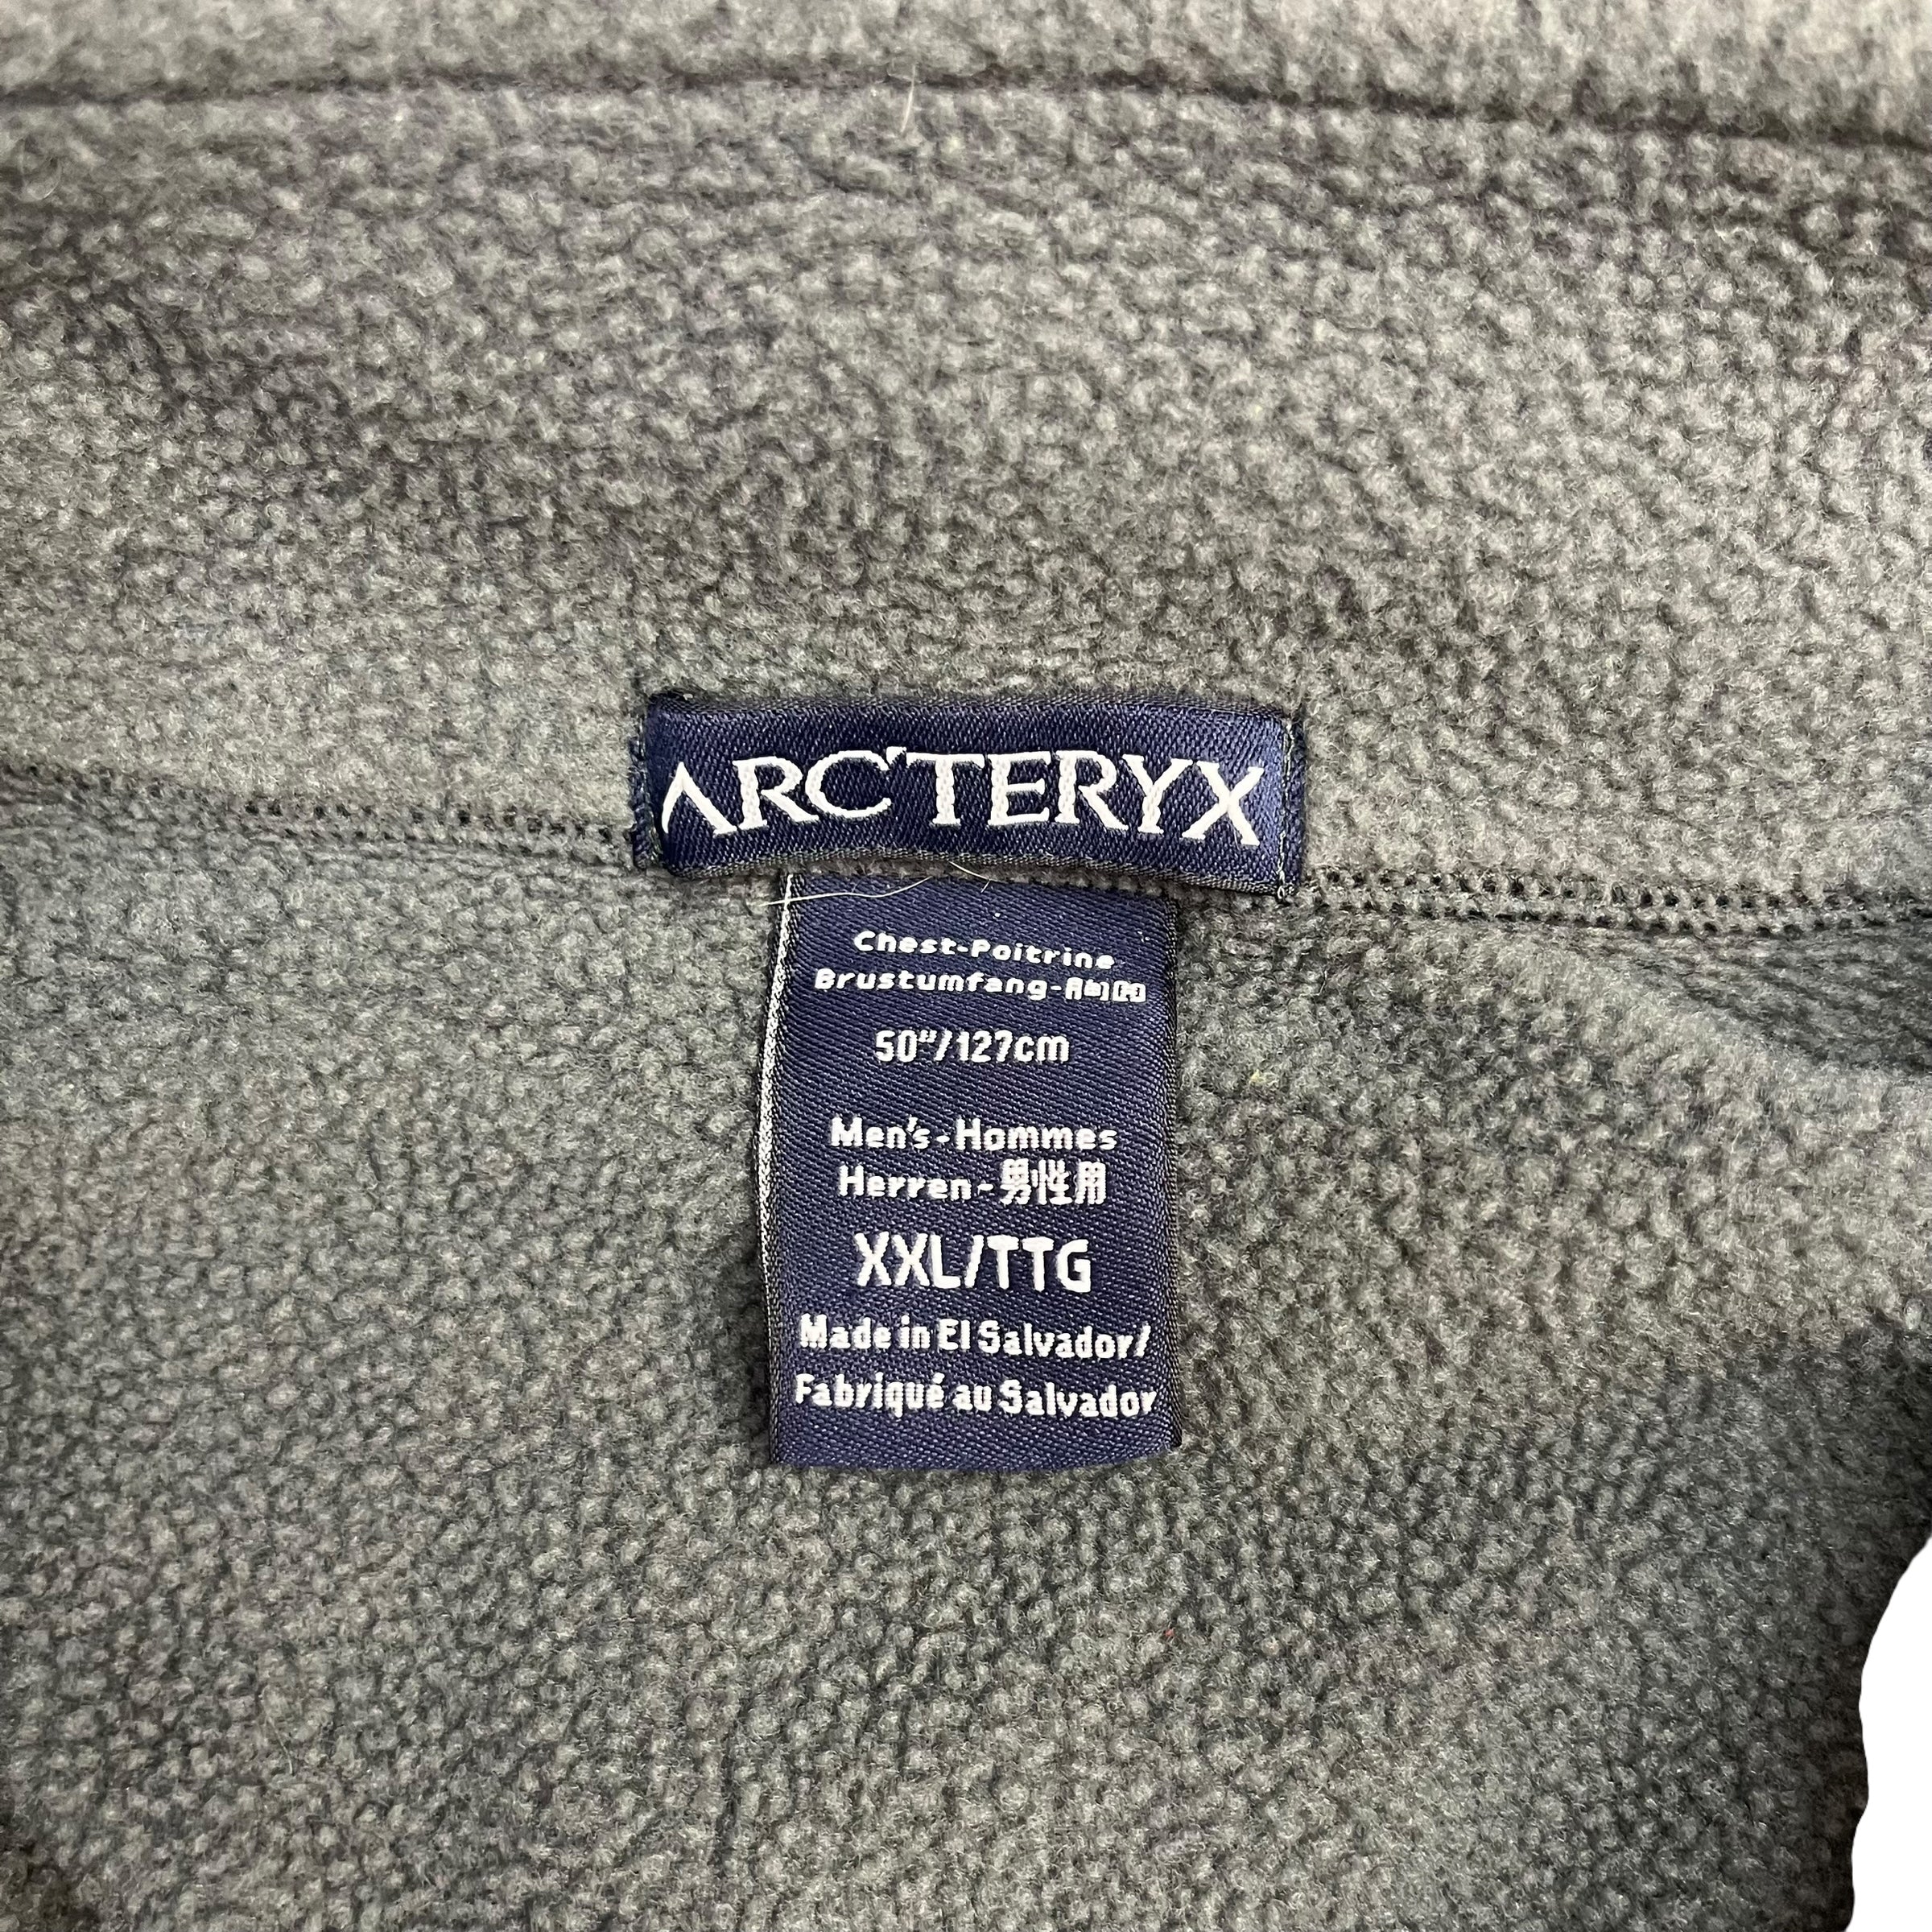 ARC'TERYX
Chest-Poitrine
Brustumfang-
50"/127cm
Men's-Hommes
Herren-男性用
XXL/TTG
Made in El Salvador/
Fabriqué au Salvador